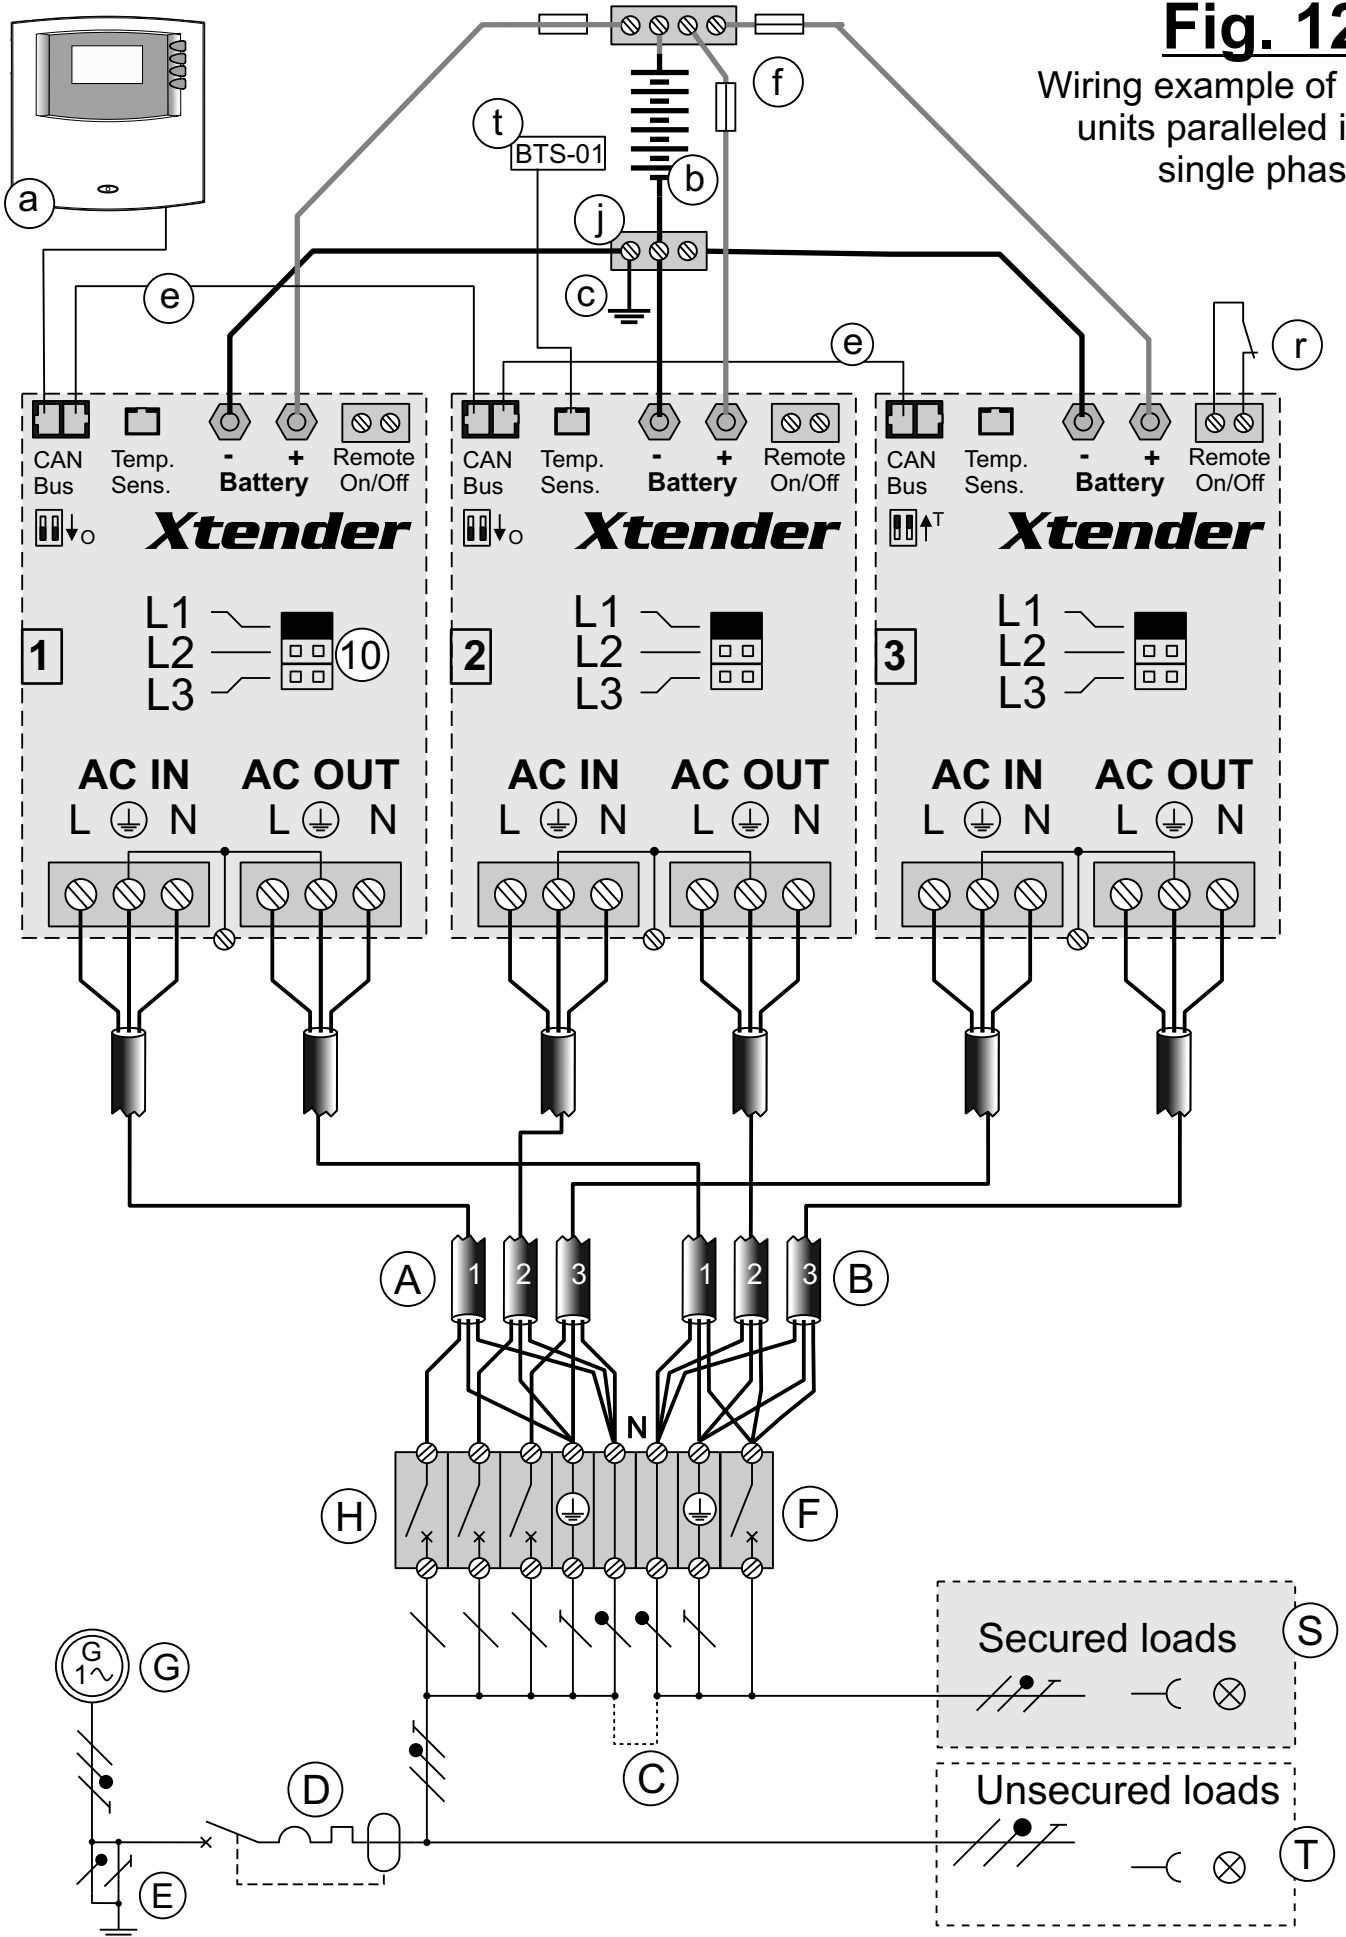 Fig. 12
Wiring example of
units paralleled i
single phas
a
t
BTS-01
f
b
j
c
e
e
r
CAN Bus
Temp. Sens.
- + Battery
Remote On/Off
CAN Bus
Temp. Sens.
- + Battery
Remote On/Off
CAN Bus
Temp. Sens.
- + Battery
Remote On/Off
O
Xtender
O
Xtender
T
Xtender
1
L1
L2
L3
10
2
L1
L2
L3
3
L1
L2
L3
AC IN AC OUT
L N L N
AC IN AC OUT
L N L N
AC IN AC OUT
L N L N
A
1 2 3
1 2 3
B
N
H
F
G
1
G
Secured loads
S
C
D
Unsecured loads
T
E